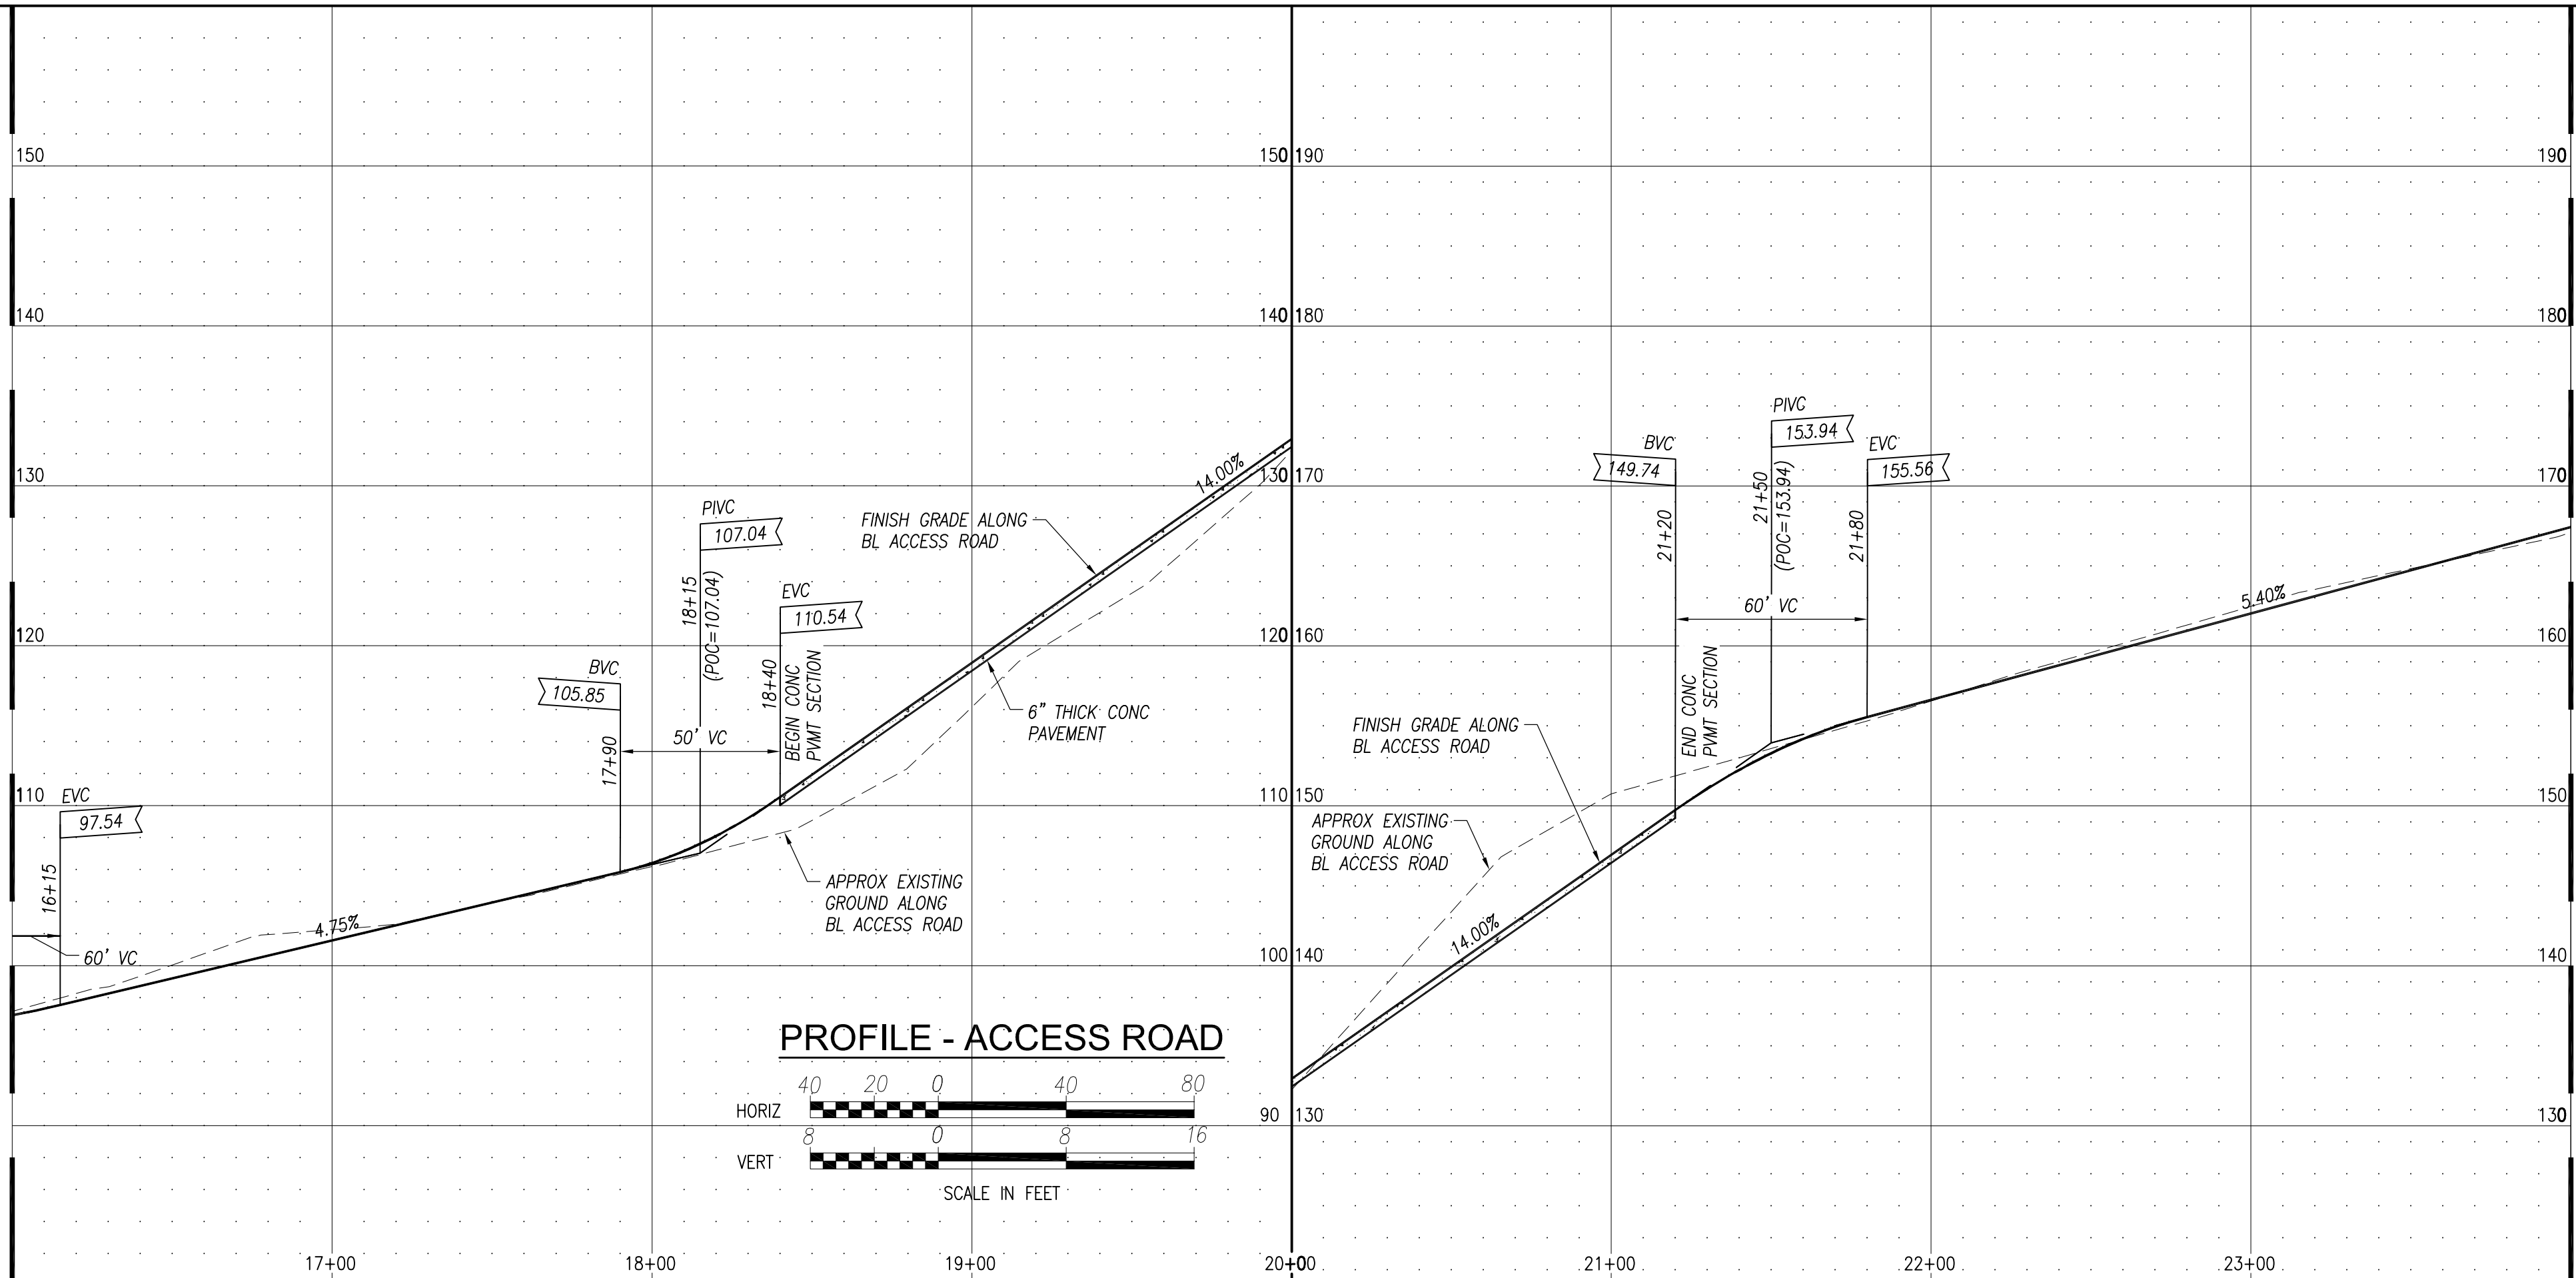 150
150
190
190
140
140
180
180
130
130
170
170
120
120
160
160
110
110
150
150
100
140
140
90
130
130
EVC
97.54
16+15
60' VC
4.75%
BVC
105.85
17+90
50' VC
PIVC
107.04
18+15
(POC=107.04)
EVC
110.54
18+40
BEGIN CONC
PVMT SECTION
FINISH GRADE ALONG
BL ACCESS ROAD
14.00%
6" THICK CONC
PAVEMENT
APPROX EXISTING
GROUND ALONG
BL ACCESS ROAD
BVC
149.74
21+20
END CONC
PVMT SECTION
PIVC
153.94
21+50
(POC=153.94)
EVC
155.56
21+80
60' VC
5.40%
FINISH GRADE ALONG
BL ACCESS ROAD
APPROX EXISTING
GROUND ALONG
BL ACCESS ROAD
14.00%
PROFILE - ACCESS ROAD
40 20 0 40 80
HORIZ
8 0 8 16
VERT
SCALE IN FEET
17+00
18+00
19+00
20+00
21+00
22+00
23+00